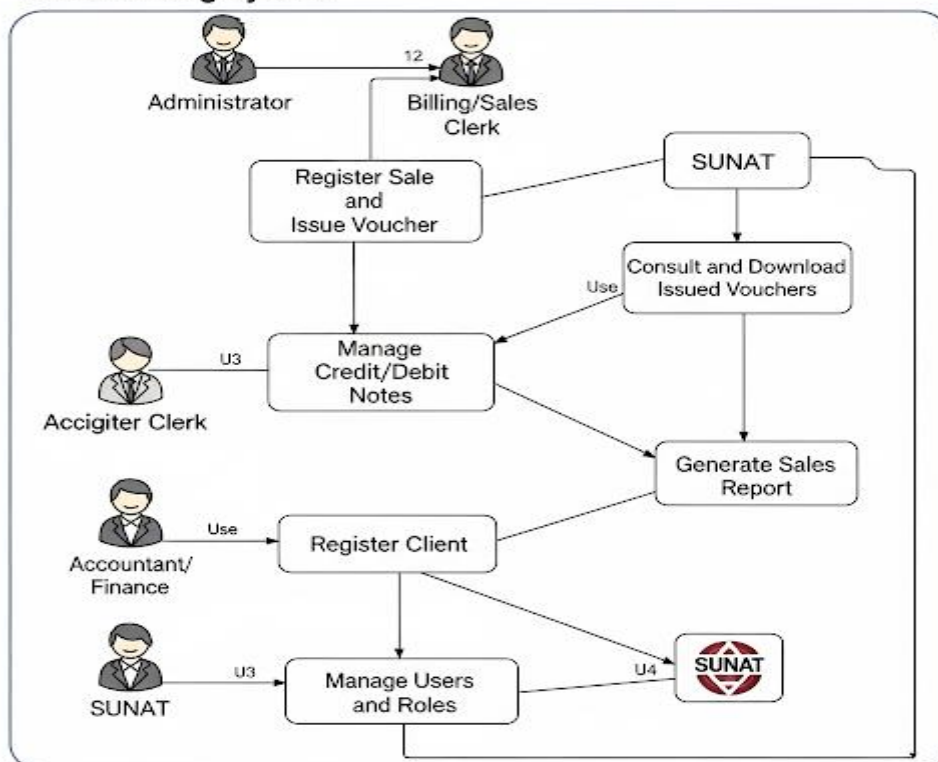 12
Administrator
Billing/Sales
Clerk
Register Sale
and
Issue Voucher
SUNAT
Consult and Download
Issued Vouchers
Use
Manage
Credit/Debit
Notes
U3
Accigiter Clerk
Generate Sales
Report
Use
Register Client
Accountant/
Finance
SUNAT
U4
U3
Manage Users
and Roles
SUNAT